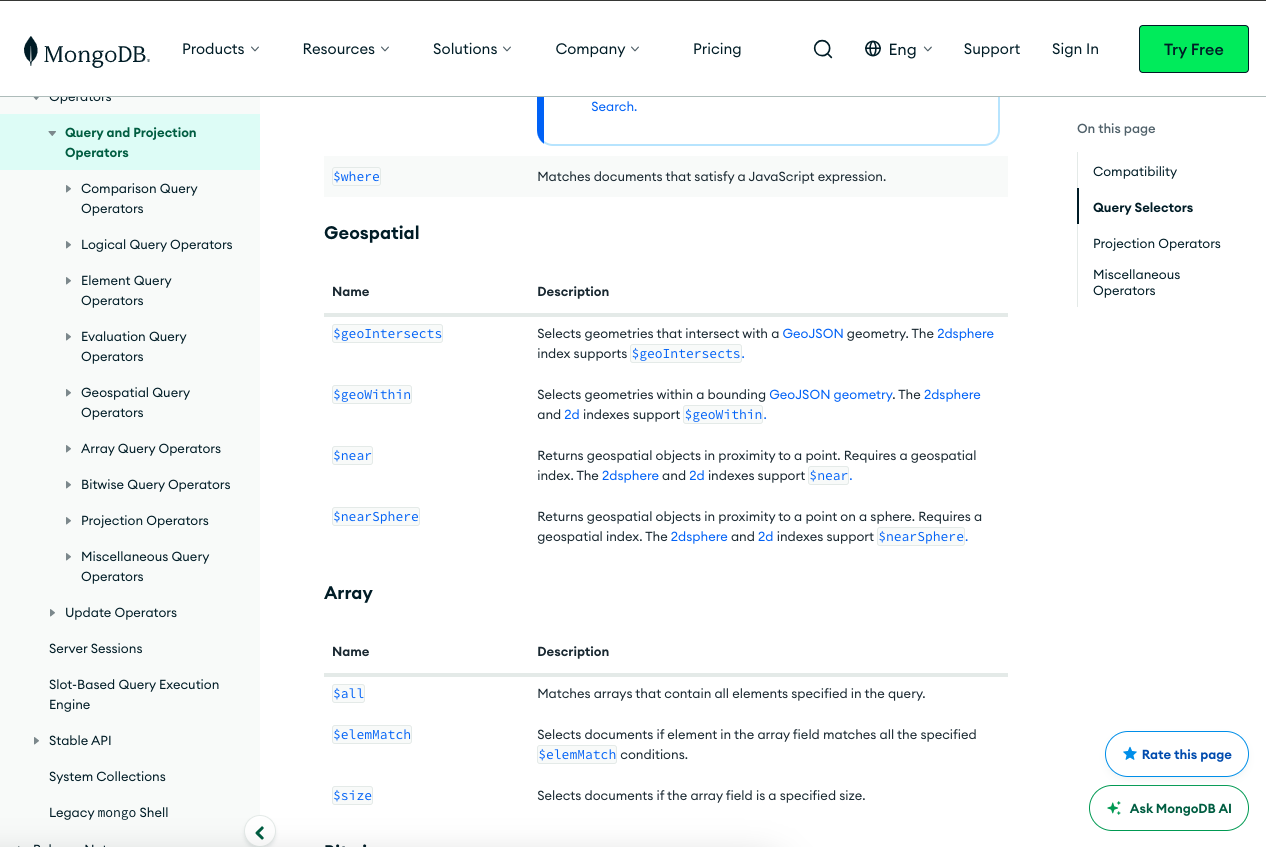 MongoDB.
Products
Resources
Solutions
Company
Pricing
Eng
Support
Sign In
Try Free
Operators
Query and Projection
Operators
Comparison Query
Operators
Logical Query Operators
Element Query
Operators
Evaluation Query
Operators
Geospatial Query
Operators
Array Query Operators
Bitwise Query Operators
Projection Operators
Miscellaneous Query
Operators
Update Operators
Server Sessions
Slot-Based Query Execution
Engine
Stable API
System Collections
Legacy mongo Shell
Search.
$where
Matches documents that satisfy a JavaScript expression.
Geospatial
Name
Description
$geoIntersects
Selects geometries that intersect with a GeoJSON geometry. The 2dsphere
index supports $geoIntersects.
$geoWithin
Selects geometries within a bounding GeoJSON geometry. The 2dsphere
and 2d indexes support $geoWithin.
$near
Returns geospatial objects in proximity to a point. Requires a geospatial
index. The 2dsphere and 2d indexes support $near.
$nearSphere
Returns geospatial objects in proximity to a point on a sphere. Requires a
geospatial index. The 2dsphere and 2d indexes support $nearSphere.
Array
Name
Description
$all
Matches arrays that contain all elements specified in the query.
$elemMatch
Selects documents if element in the array field matches all the specified
$elemMatch conditions.
$size
Selects documents if the array field is a specified size.
On this page
Compatibility
Query Selectors
Projection Operators
Miscellaneous
Operators
Rate this page
Ask MongoDB AI